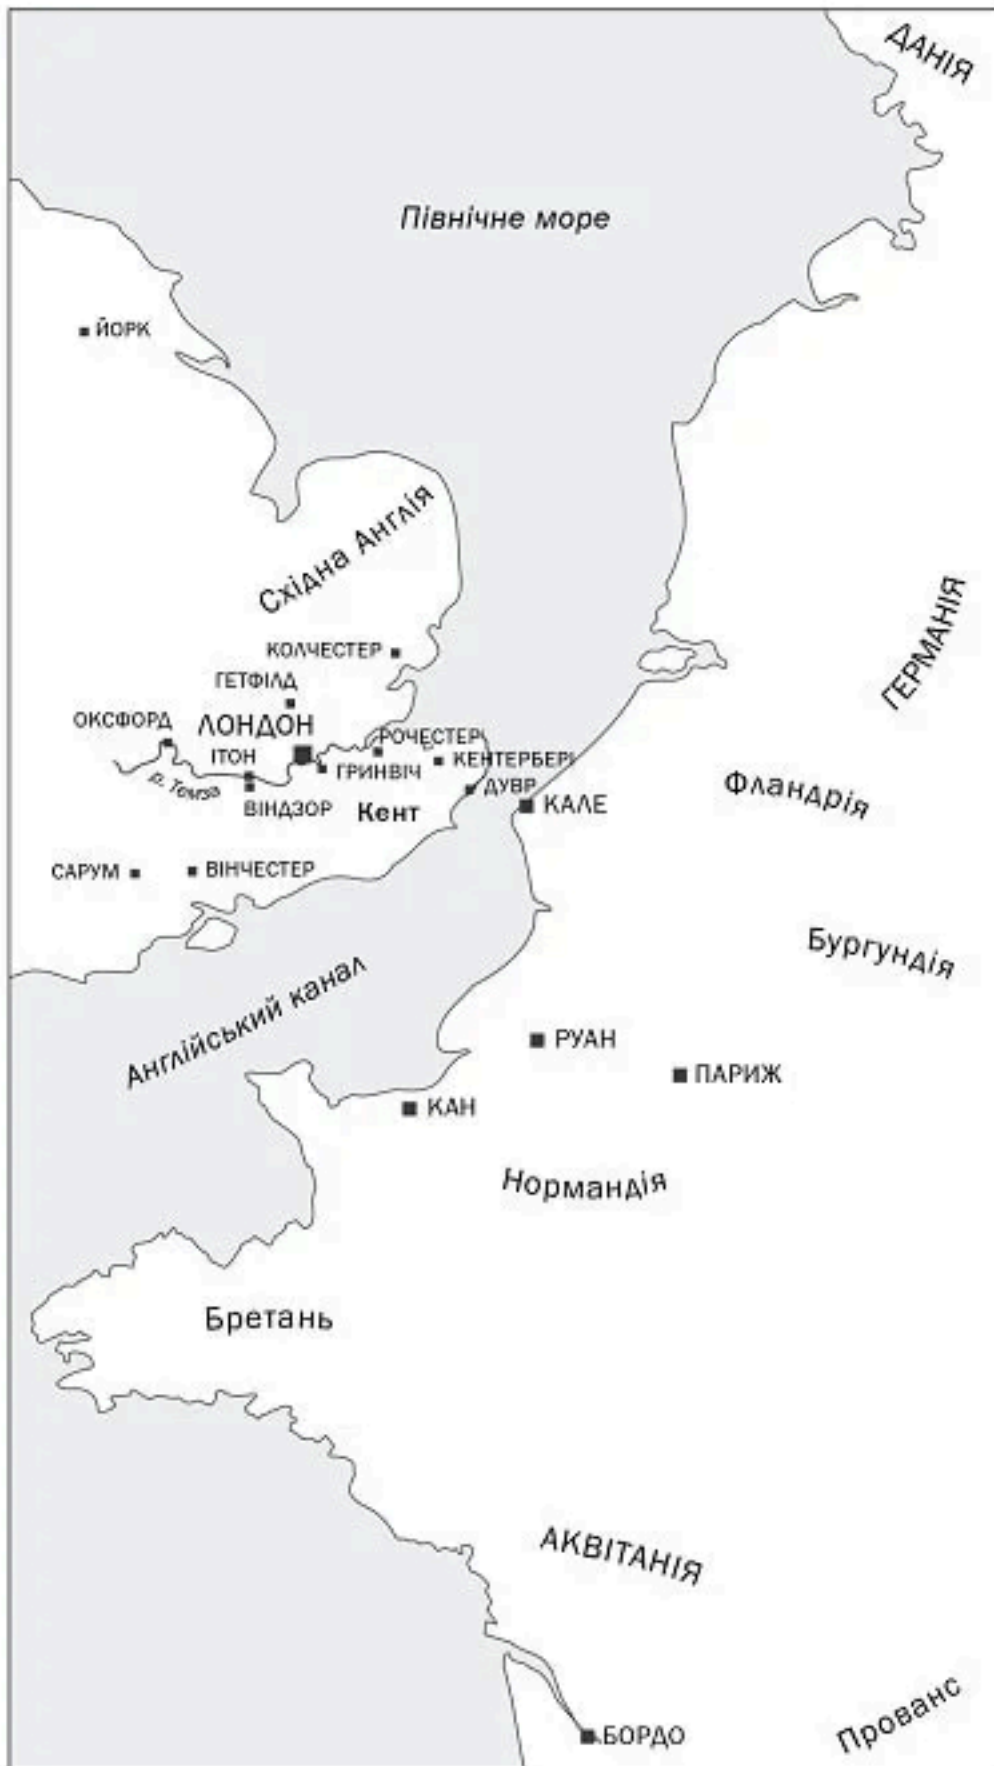 ДАНІЯ
Північне море
ЙОРК
Східна Англія
ГЕРМАНІЯ
КОЛЧЕСТЕР
ГЕТФІЛД
ОКСФОРД
ЛОНДОН
РОЧЕСТЕР
ІТОН
КЕНТЕРБЕРІ
ГРИНВІЧ
р. Темза
ДУВР
ВІНДЗОР
Кент
КАЛЕ
Фландрія
САРУМ
ВІНЧЕСТЕР
Бургундія
Англійський канал
РУАН
ПАРИЖ
КАН
Нормандія
Бретань
АКВІТАНІЯ
Прованс
БОРДО